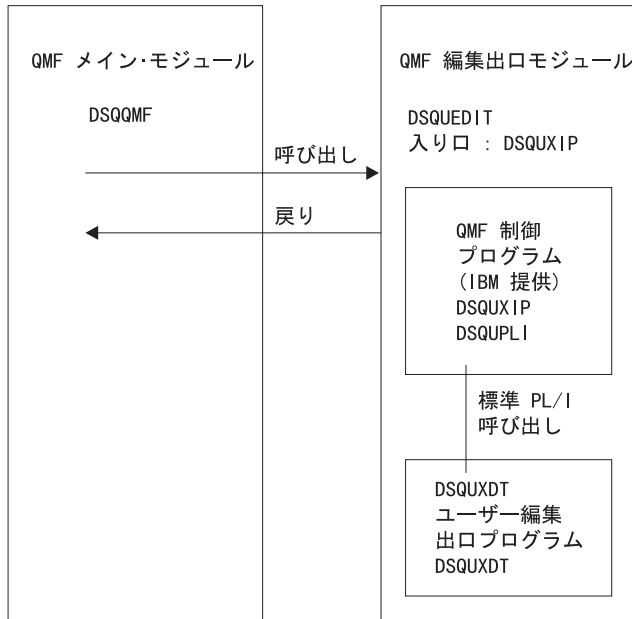 QMF メイン・モジュール
DSQQMF
呼び出し
戻り
QMF 編集出口モジュール
DSQUEDIT
入り口 : DSQUXIP
QMF 制御
プログラム
(IBM 提供)
DSQUXIP
DSQUPLI
標準 PL/I
呼び出し
DSQUXDT
ユーザー編集
出口プログラム
DSQUXDT